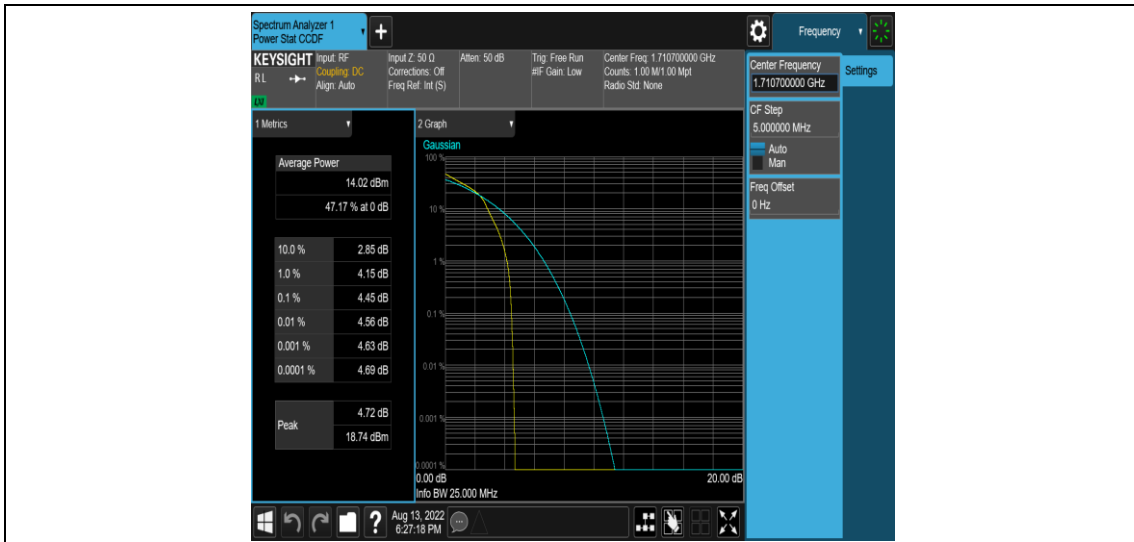 Spectrum Analyzer 1
Power Stat CCDF
+
Frequency
KEYSIGHT
RL
LXI
Input: RF
Coupling: DC
Align: Auto
Input Z: 50 Ω
Corrections: Off
Freq Ref: Int (S)
Atten: 50 dB
Trig: Free Run
#IF Gain: Low
Center Freq: 1.710700000 GHz
Counts: 1.00 M/1.00 Mpt
Radio Std: None
Center Frequency
1.710700000 GHz
Settings
CF Step
5.000000 MHz
Auto
Man
Freq Offset
0 Hz
1 Metrics
Average Power
14.02 dBm
47.17 % at 0 dB
10.0 % 2.85 dB
1.0 % 4.15 dB
0.1 % 4.45 dB
0.01 % 4.56 dB
0.001 % 4.63 dB
0.0001 % 4.69 dB
Peak
4.72 dB
18.74 dBm
2 Graph
Gaussian
100 %
10 %
1 %
0.1 %
0.01 %
0.001 %
0.0001 %
0.00 dB 20.00 dB
Info BW 25.000 MHz
?
Aug 13, 2022
6:27:18 PM